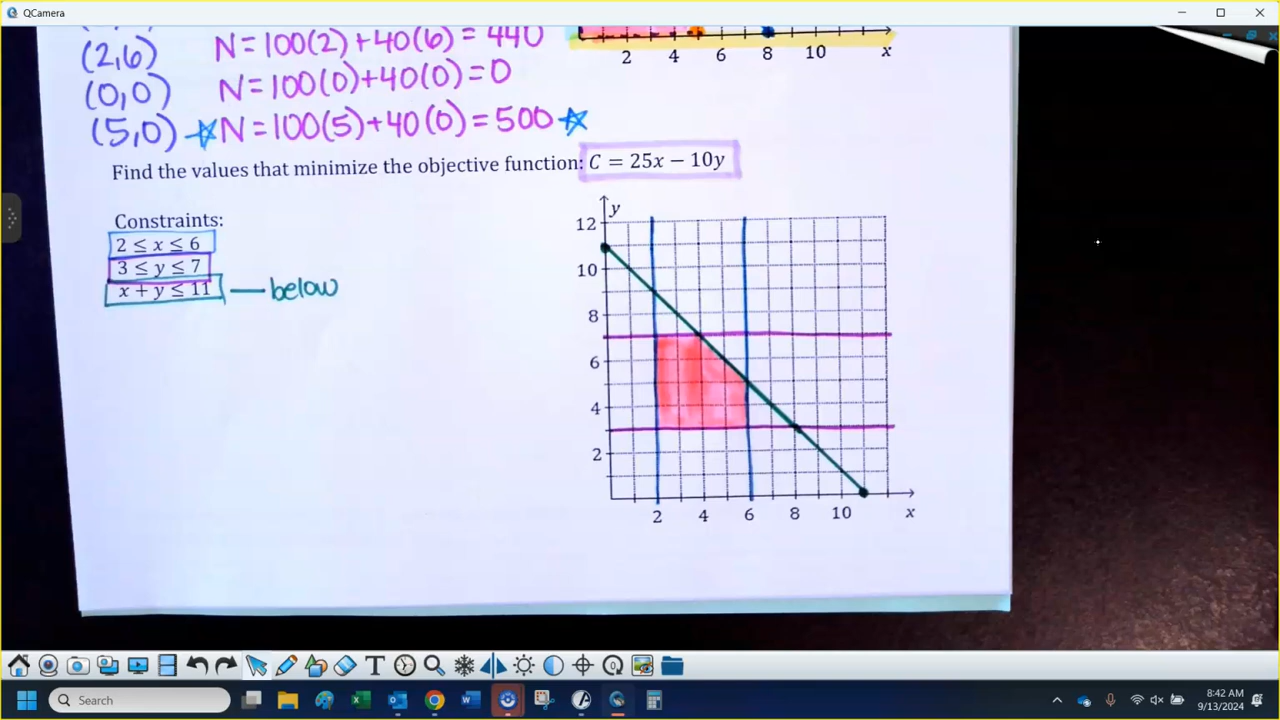 QCamera
(2,6) N = 100(2)+40(6) = 440
(0,0) N = 100(0)+40(0) = 0
(5,0) N = 100(5)+40(0) = 500
2 4 6 8 10 x
Find the values that minimize the objective function: C = 25x − 10y
Constraints:
2 ≤ x ≤ 6
3 ≤ y ≤ 7
x + y ≤ 11 — below
y
12
10
8
6
4
2
2 4 6 8 10 x
Search
8:42 AM
9/13/2024